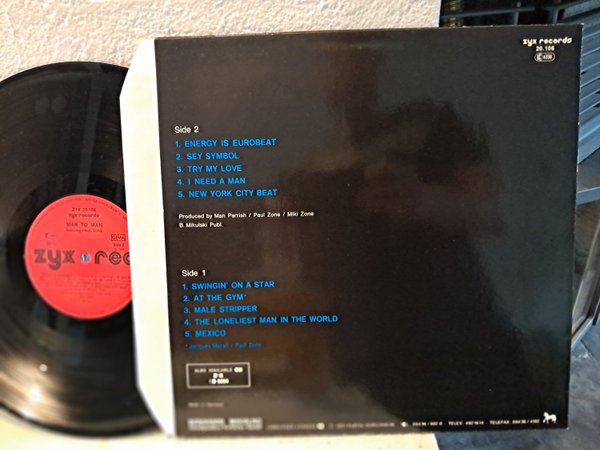 zyx records
20.106
Side 2
1. ENERGY IS EUROBEAT
2. SEY SYMBOL
3. TRY MY LOVE
4. I NEED A MAN
5. NEW YORK CITY BEAT
Produced by Man Parrish / Paul Zone / Miki Zone
B. Mikulski Publ.
Side 1
1. SWINGIN' ON A STAR
2. AT THE GYM*
3. MALE STRIPPER
4. THE LONELIEST MAN IN THE WORLD
5. MEXICO
* Jacques Morali / Paul Zone
ALSO AVAILABLE
zyx records
MAN TO MAN
zyx rec